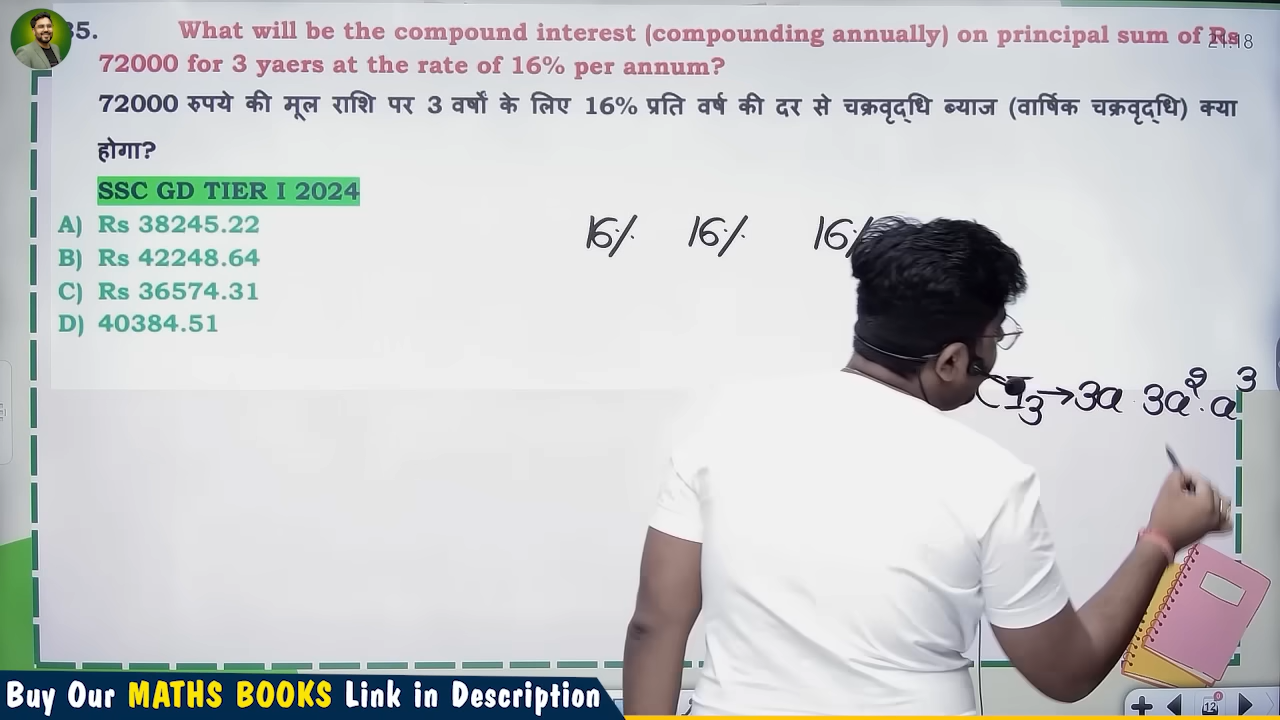 35. What will be the compound interest (compounding annually) on principal sum of Rs
72000 for 3 yaers at the rate of 16% per annum?
72000 रुपये की मूल राशि पर 3 वर्षों के लिए 16% प्रति वर्ष की दर से चक्रवृद्धि ब्याज (वार्षिक चक्रवृद्धि) क्या
होगा?
SSC GD TIER I 2024
A) Rs 38245.22
B) Rs 42248.64
C) Rs 36574.31
D) 40384.51
16% 16% 16%
CI₃→3a 3a² a³
Buy Our MATHS BOOKS Link in Description
12